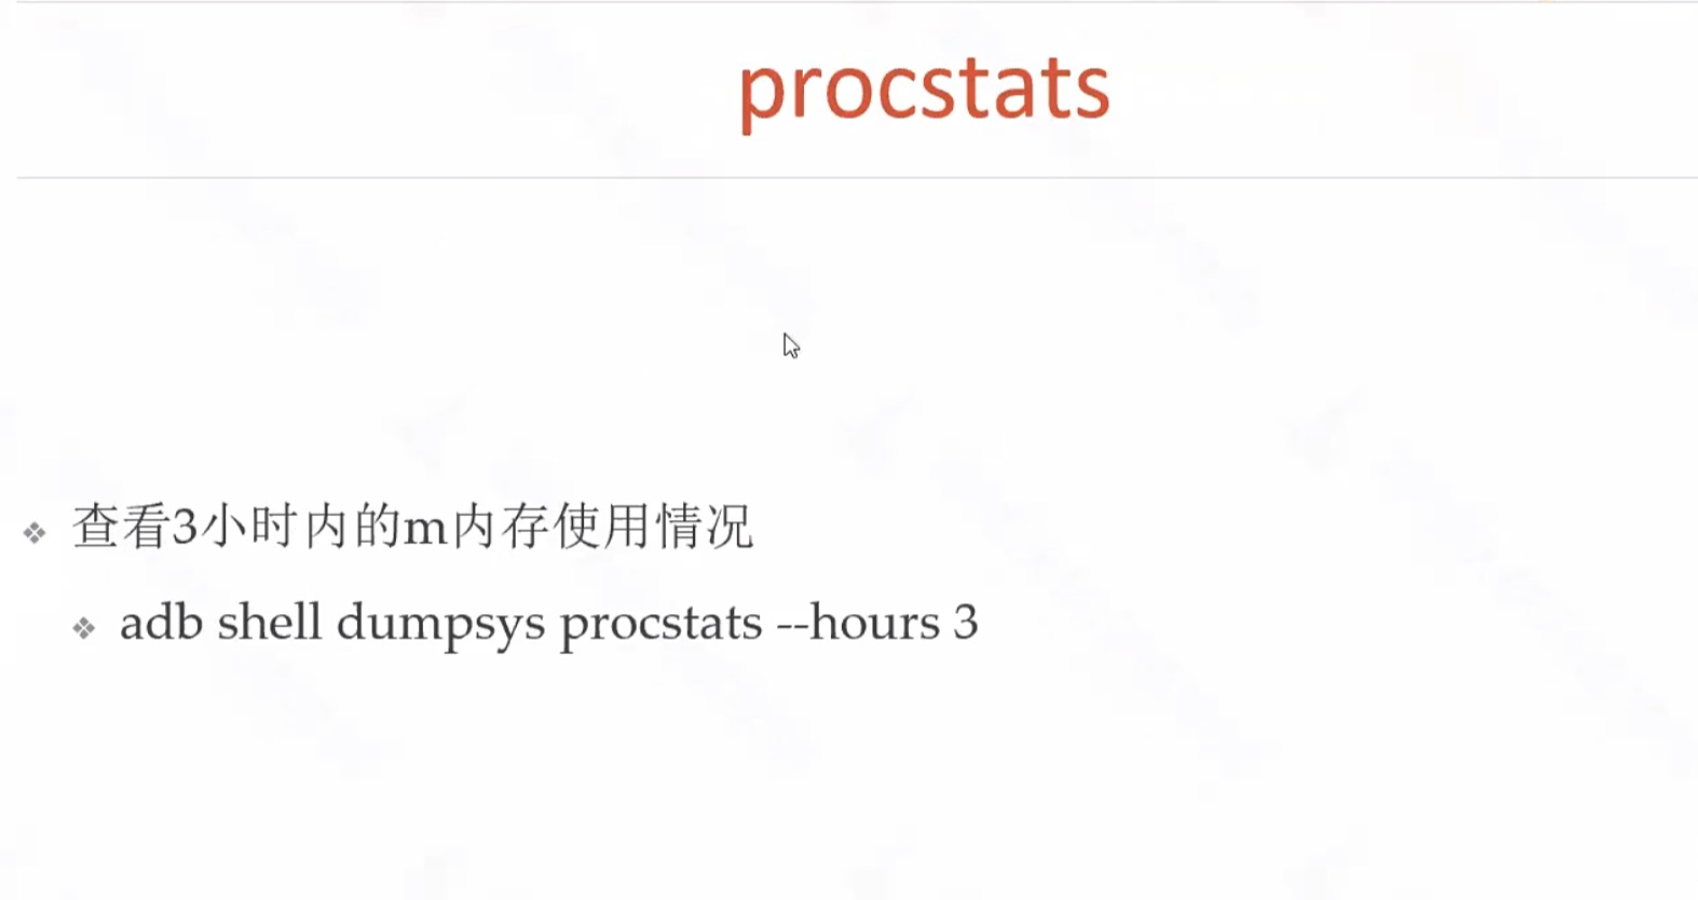 procstats
查看3小时内的m内存使用情况
adb shell dumpsys procstats --hours 3